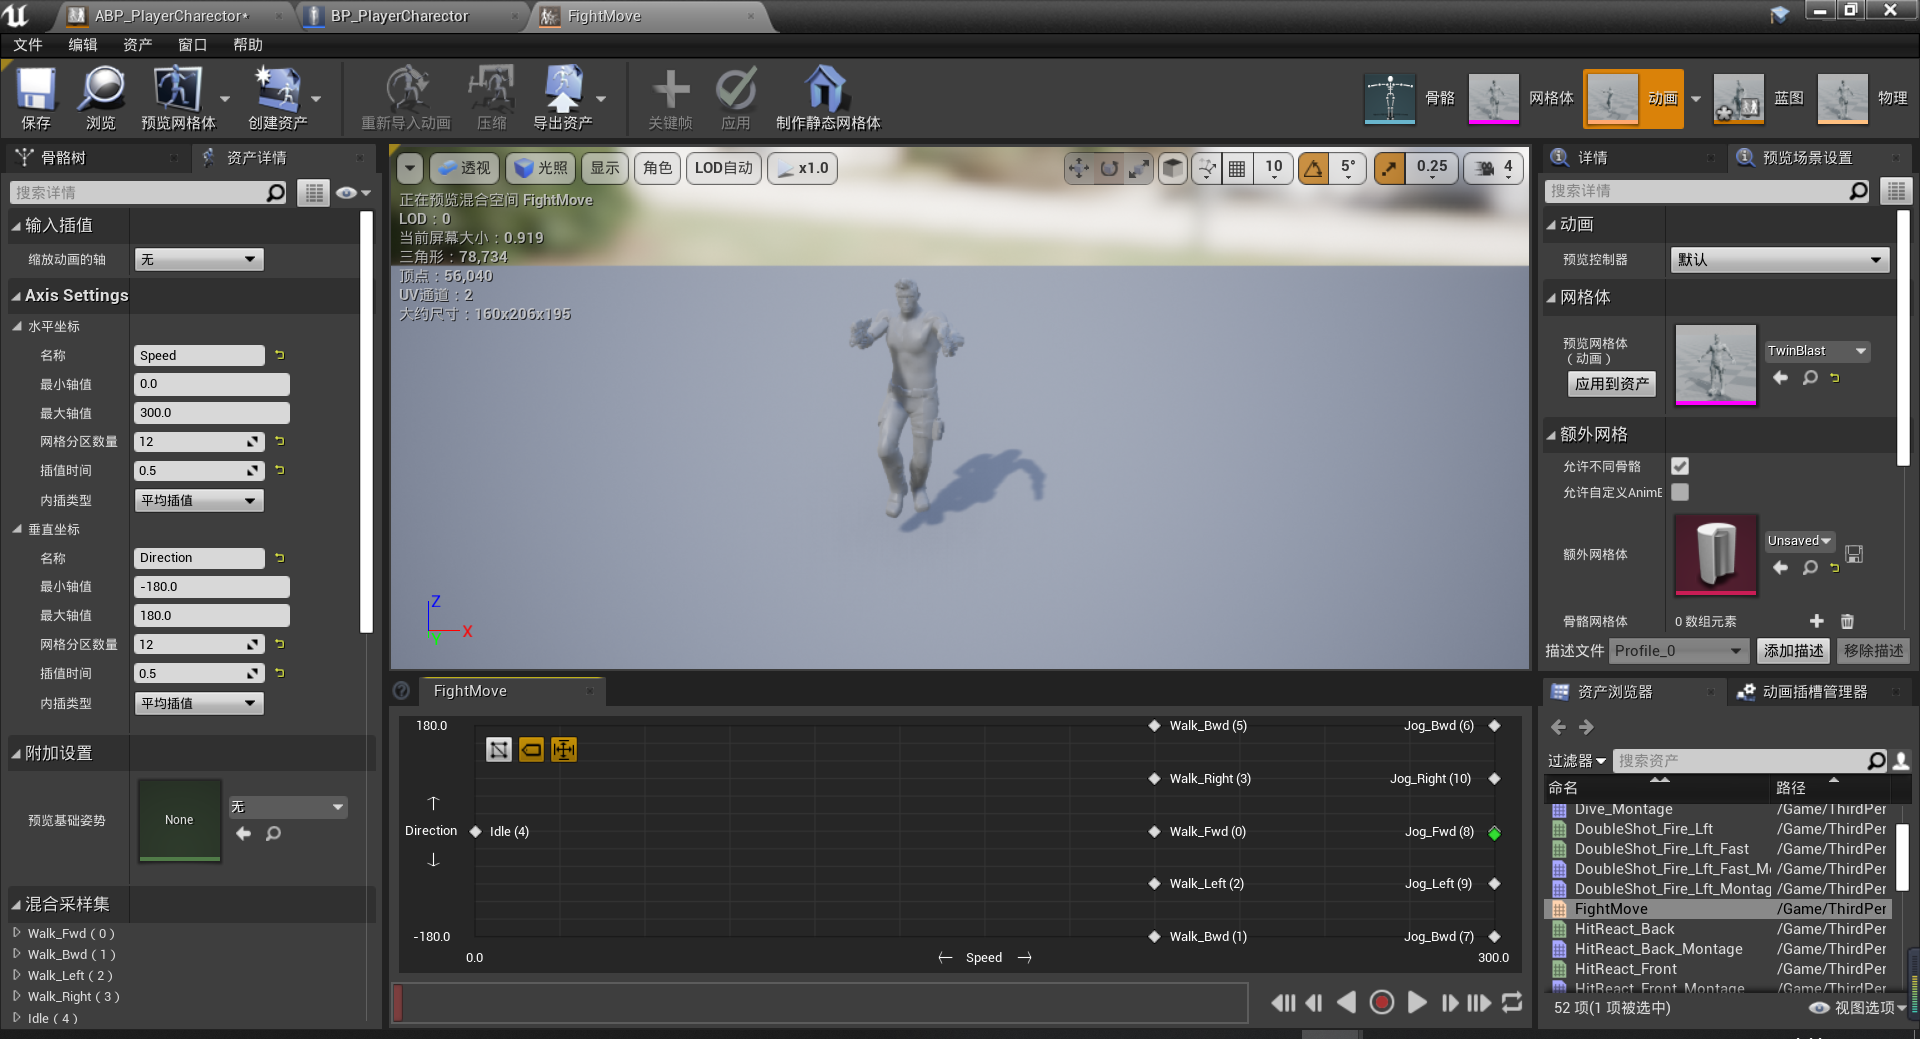 ABP_PlayerCharector*
BP_PlayerCharector
FightMove
文件 编辑 资产 窗口 帮助
保存 浏览 预览网格体 创建资产 重新导入动画 压缩 导出资产 关键帧 应用 制作静态网格体
骨骼 网格体 动画 蓝图 物理
骨骼树 资产详情
搜索详情
输入插值
缩放动画的轴 无
Axis Settings
水平坐标
名称 Speed
最小轴值 0.0
最大轴值 300.0
网格分区数量 12
插值时间 0.5
内插类型 平均插值
垂直坐标
名称 Direction
最小轴值 -180.0
最大轴值 180.0
网格分区数量 12
插值时间 0.5
内插类型 平均插值
附加设置
预览基础姿势 None 无
混合采样集
Walk_Fwd ( 0 )
Walk_Bwd ( 1 )
Walk_Left ( 2 )
Walk_Right ( 3 )
Idle ( 4 )
透视 光照 显示 角色 LOD自动 x1.0 10 5° 0.25 4
正在预览混合空间 FightMove
LOD：0
当前屏幕大小：0.919
三角形：78,734
顶点：56,040
UV通道：2
大约尺寸：160x206x195
Z
X
Y
FightMove
180.0 Walk_Bwd (5) Jog_Bwd (6)
Walk_Right (3) Jog_Right (10)
Direction Idle (4) Walk_Fwd (0) Jog_Fwd (8)
Walk_Left (2) Jog_Left (9)
-180.0 Walk_Bwd (1) Jog_Bwd (7)
0.0 Speed 300.0
详情 预览场景设置
搜索详情
动画
预览控制器 默认
网格体
预览网格体
（动画） TwinBlast
应用到资产
额外网格
允许不同骨骼
允许自定义AnimE
额外网格体 Unsaved
骨骼网格体 0 数组元素
描述文件 Profile_0 添加描述 移除描述
资产浏览器 动画插槽管理器
过滤器 搜索资产
命名 路径
Dive_Montage /Game/ThirdPer
DoubleShot_Fire_Lft /Game/ThirdPer
DoubleShot_Fire_Lft_Fast /Game/ThirdPer
DoubleShot_Fire_Lft_Fast_Mo /Game/ThirdPer
DoubleShot_Fire_Lft_Montag /Game/ThirdPer
FightMove /Game/ThirdPer
HitReact_Back /Game/ThirdPer
HitReact_Back_Montage /Game/ThirdPer
HitReact_Front /Game/ThirdPer
HitReact_Front_Montage /Game/ThirdPer
52 项(1 项被选中) 视图选项